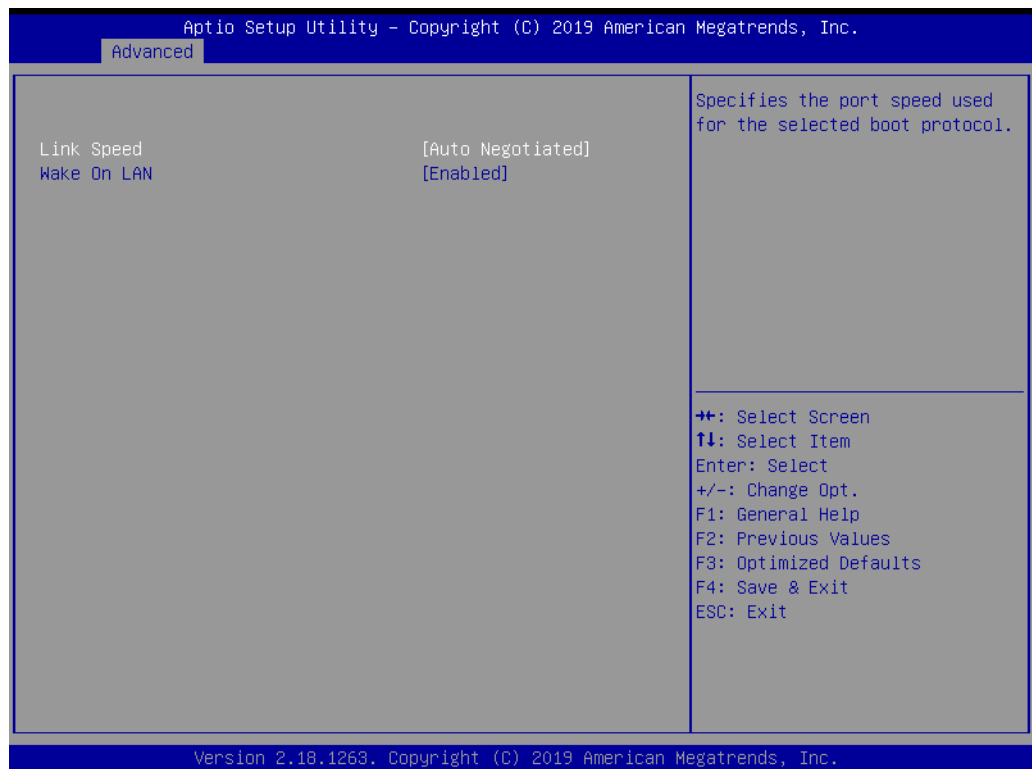 Aptio Setup Utility – Copyright (C) 2019 American Megatrends, Inc.
Advanced
Link Speed [Auto Negotiated]
Wake On LAN [Enabled]
Specifies the port speed used
for the selected boot protocol.
→←: Select Screen
↑↓: Select Item
Enter: Select
+/-: Change Opt.
F1: General Help
F2: Previous Values
F3: Optimized Defaults
F4: Save & Exit
ESC: Exit
Version 2.18.1263. Copyright (C) 2019 American Megatrends, Inc.